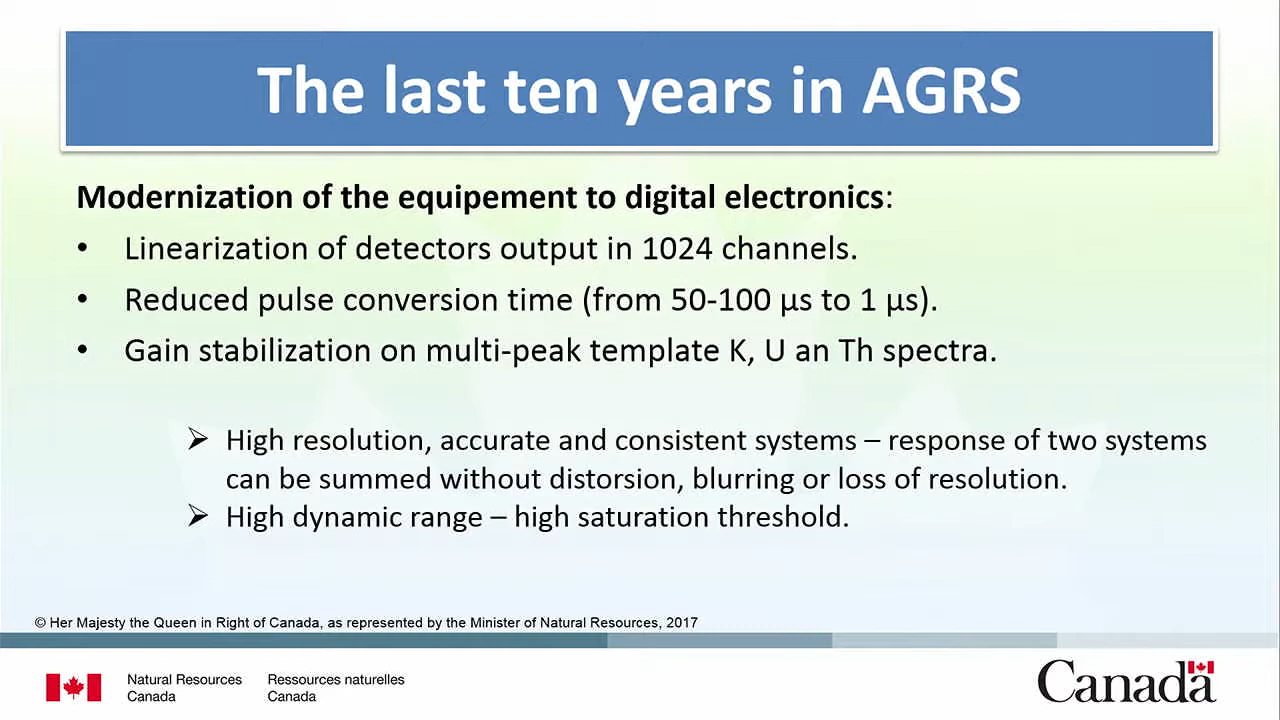 The last ten years in AGRS
Modernization of the equipement to digital electronics:
• Linearization of detectors output in 1024 channels.
• Reduced pulse conversion time (from 50-100 µs to 1 µs).
• Gain stabilization on multi-peak template K, U an Th spectra.
➢ High resolution, accurate and consistent systems – response of two systems
can be summed without distorsion, blurring or loss of resolution.
➢ High dynamic range – high saturation threshold.
© Her Majesty the Queen in Right of Canada, as represented by the Minister of Natural Resources, 2017
Natural Resources
Canada
Ressources naturelles
Canada
Canada